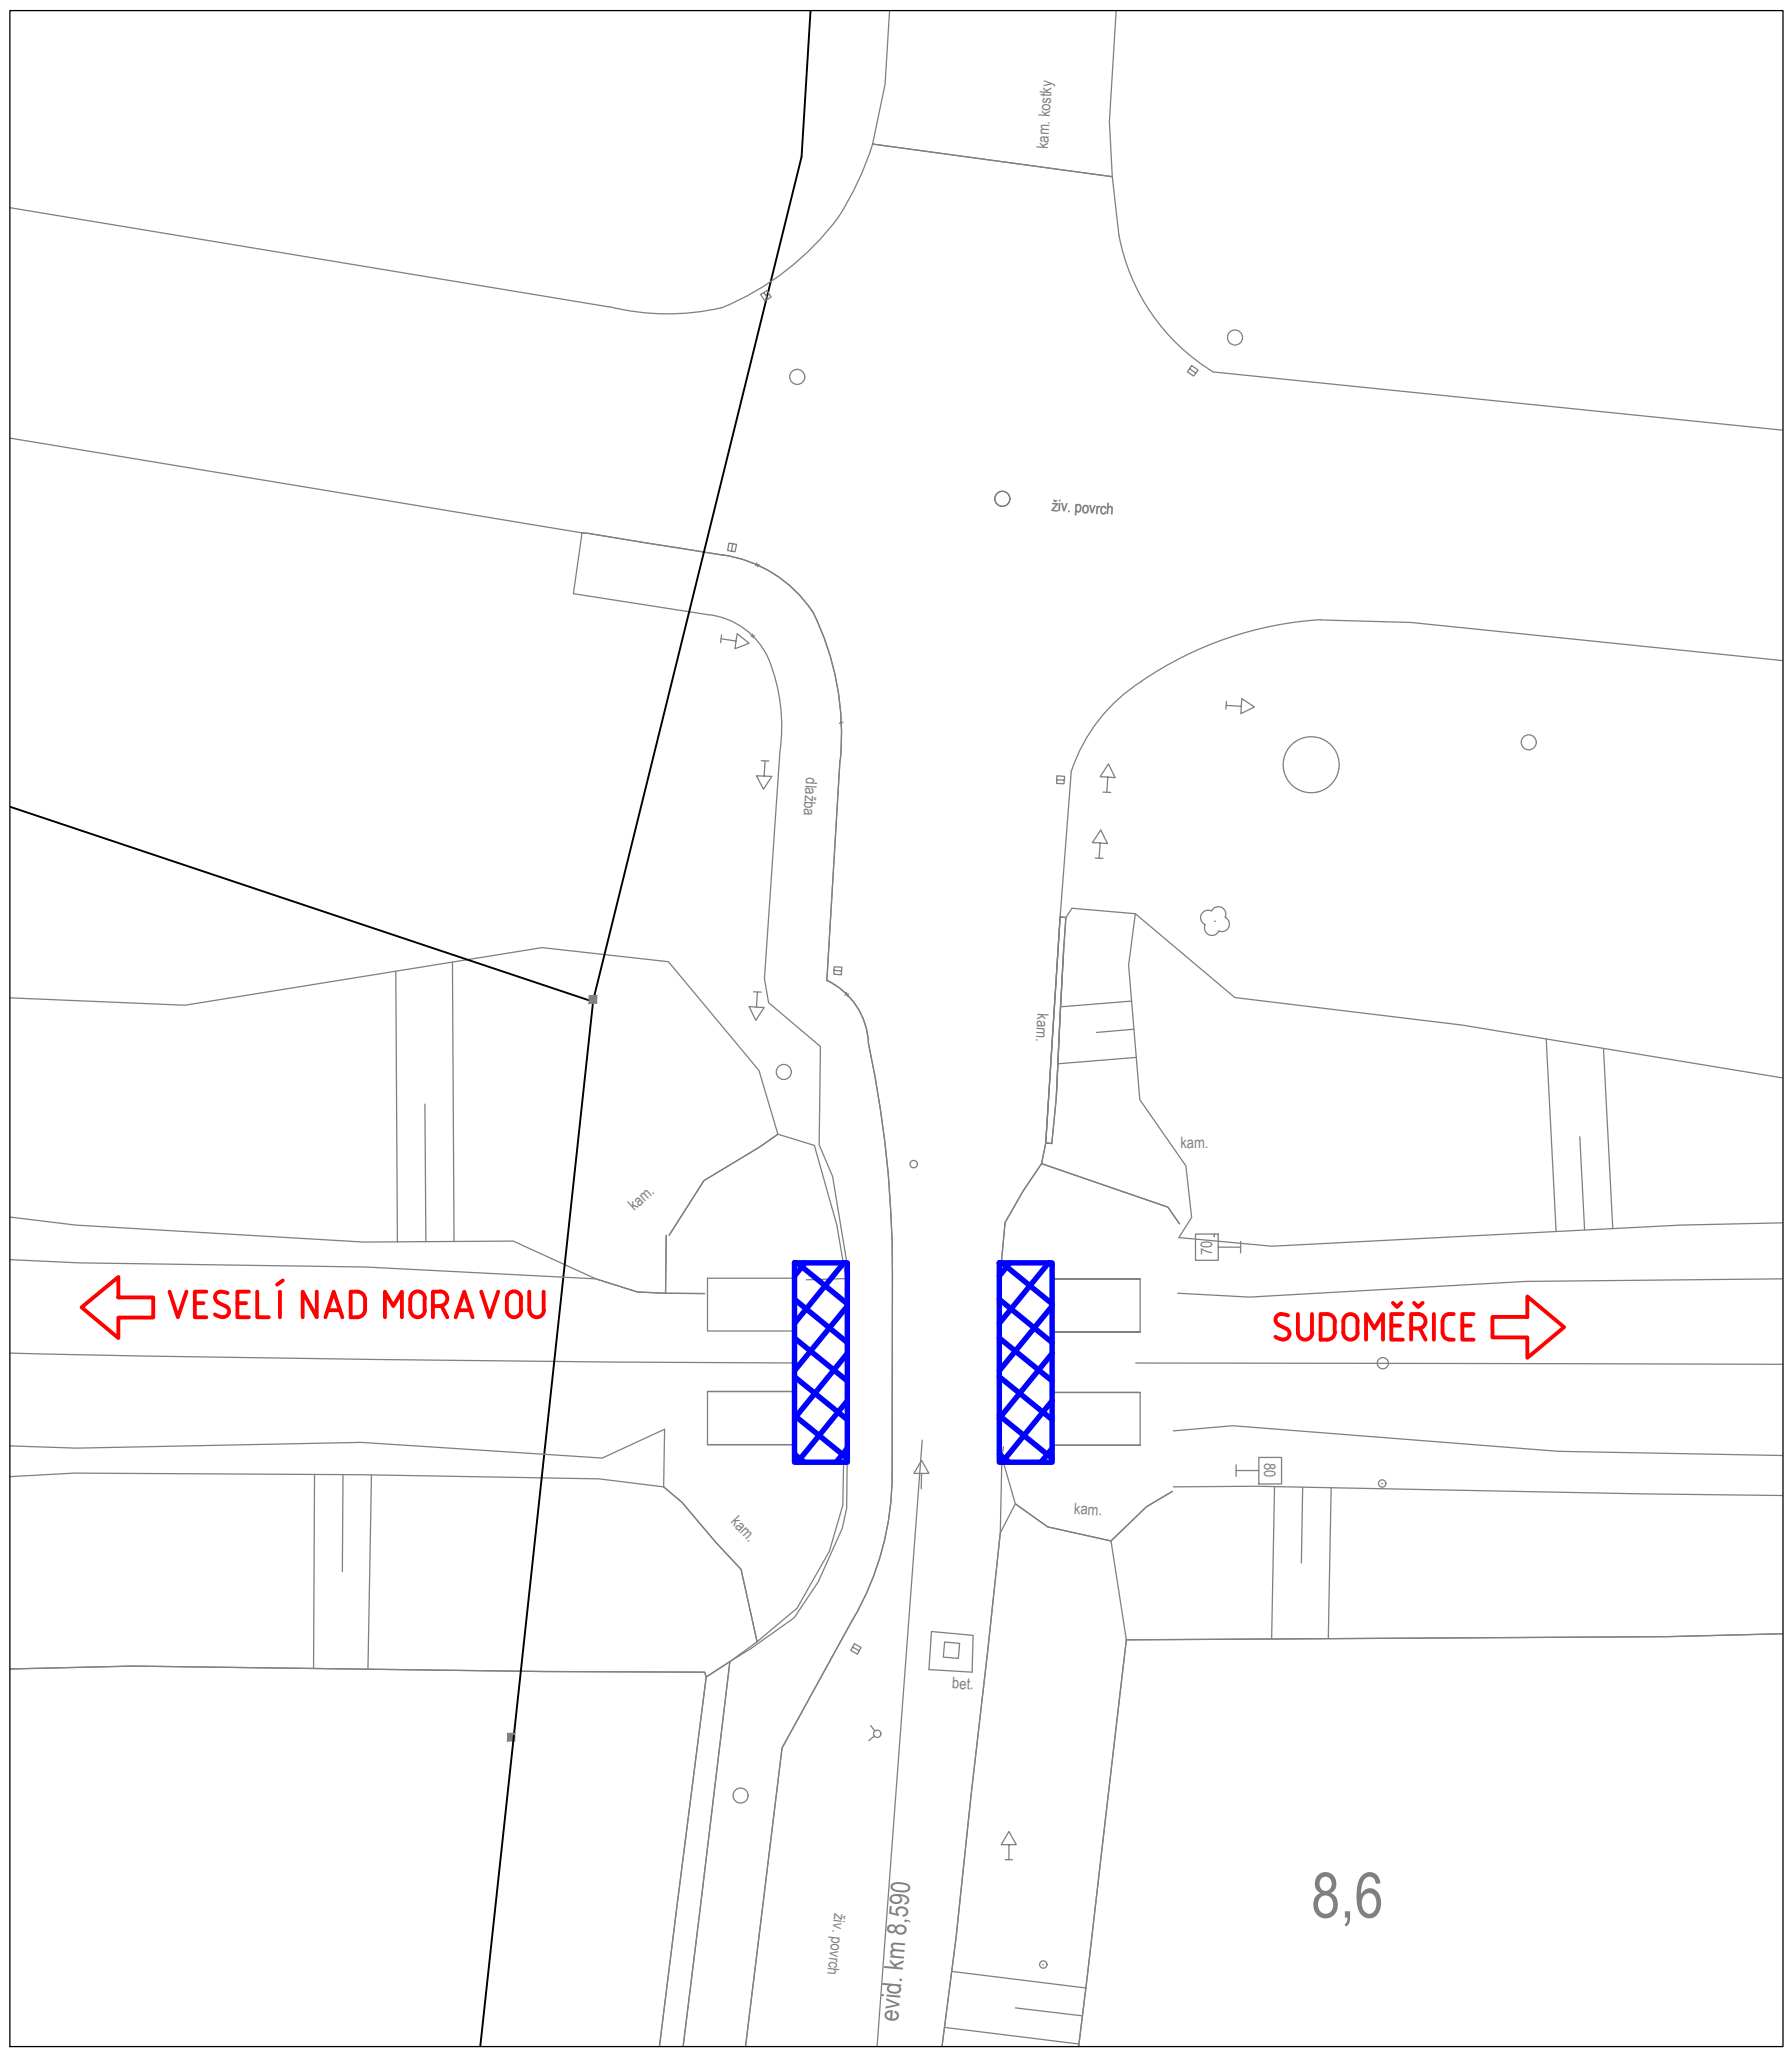 kam. kostky
živ. povrch
dlažba
kam.
kam.
kam.
107
VESELÍ NAD MORAVOU
SUDOMĚŘICE
80
kam.
kam.
bet.
8,6
evid. km 8,590
živ. povrch